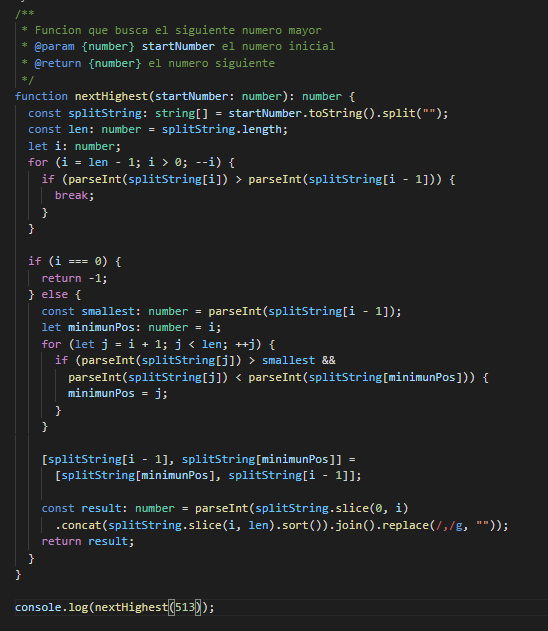 /**
 * Funcion que busca el siguiente numero mayor
 * @param {number} startNumber el numero inicial
 * @return {number} el numero siguiente
 */
function nextHighest(startNumber: number): number {
  const splitString: string[] = startNumber.toString().split("");
  const len: number = splitString.length;
  let i: number;
  for (i = len - 1; i > 0; --i) {
    if (parseInt(splitString[i]) > parseInt(splitString[i - 1])) {
      break;
    }
  }

  if (i === 0) {
    return -1;
  } else {
    const smallest: number = parseInt(splitString[i - 1]);
    let minimunPos: number = i;
    for (let j = i + 1; j < len; ++j) {
      if (parseInt(splitString[j]) > smallest &&
        parseInt(splitString[j]) < parseInt(splitString[minimunPos])) {
        minimunPos = j;
      }
    }

    [splitString[i - 1], splitString[minimunPos]] =
      [splitString[minimunPos], splitString[i - 1]];

    const result: number = parseInt(splitString.slice(0, i)
      .concat(splitString.slice(i, len).sort()).join().replace(/,/g, ""));
    return result;
  }
}

console.log(nextHighest(513));